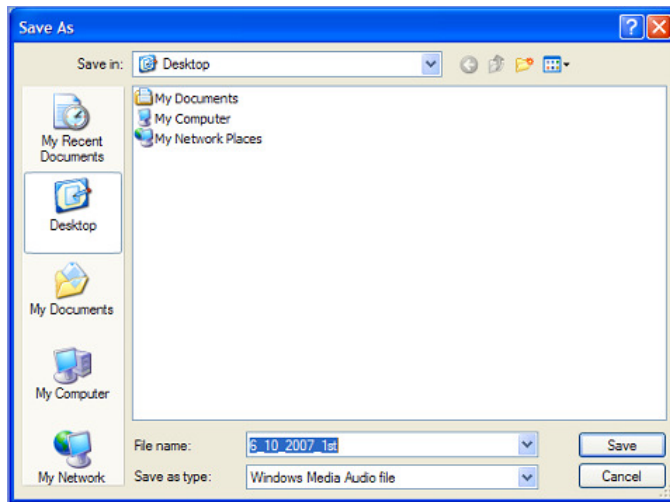 Save As
Save in: Desktop
My Documents
My Computer
My Network Places
My Recent
Documents
Desktop
My Documents
My Computer
My Network
File name: 6_10_2007_1st
Save
Save as type: Windows Media Audio file
Cancel